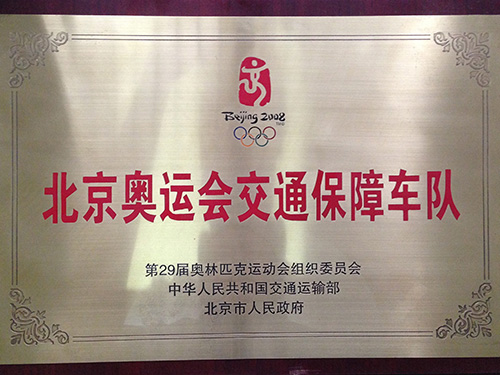 Beijing 2008
北京奥运会交通保障车队
第29届奥林匹克运动会组织委员会
中华人民共和国交通运输部
北京市人民政府